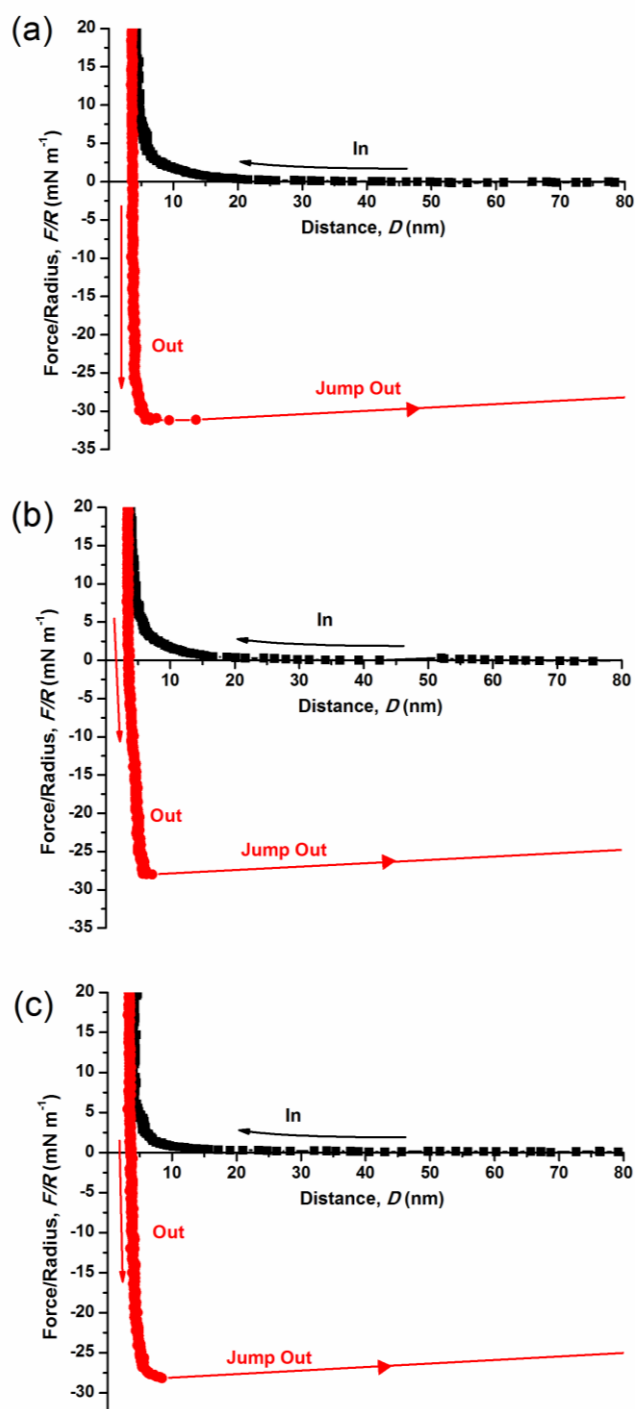 (a)
20
15
10
5
0
-5
-10
-15
-20
-25
-30
-35
Force/Radius, F/R (mN m⁻¹)
In
10 20 30 40 50 60 70 80
Distance, D (nm)
Out
Jump Out
(b)
20
15
10
5
0
-5
-10
-15
-20
-25
-30
-35
Force/Radius, F/R (mN m⁻¹)
In
10 20 30 40 50 60 70 80
Distance, D (nm)
Out
Jump Out
(c)
20
15
10
5
0
-5
-10
-15
-20
-25
-30
Force/Radius, F/R (mN m⁻¹)
In
10 20 30 40 50 60 70 80
Distance, D (nm)
Out
Jump Out